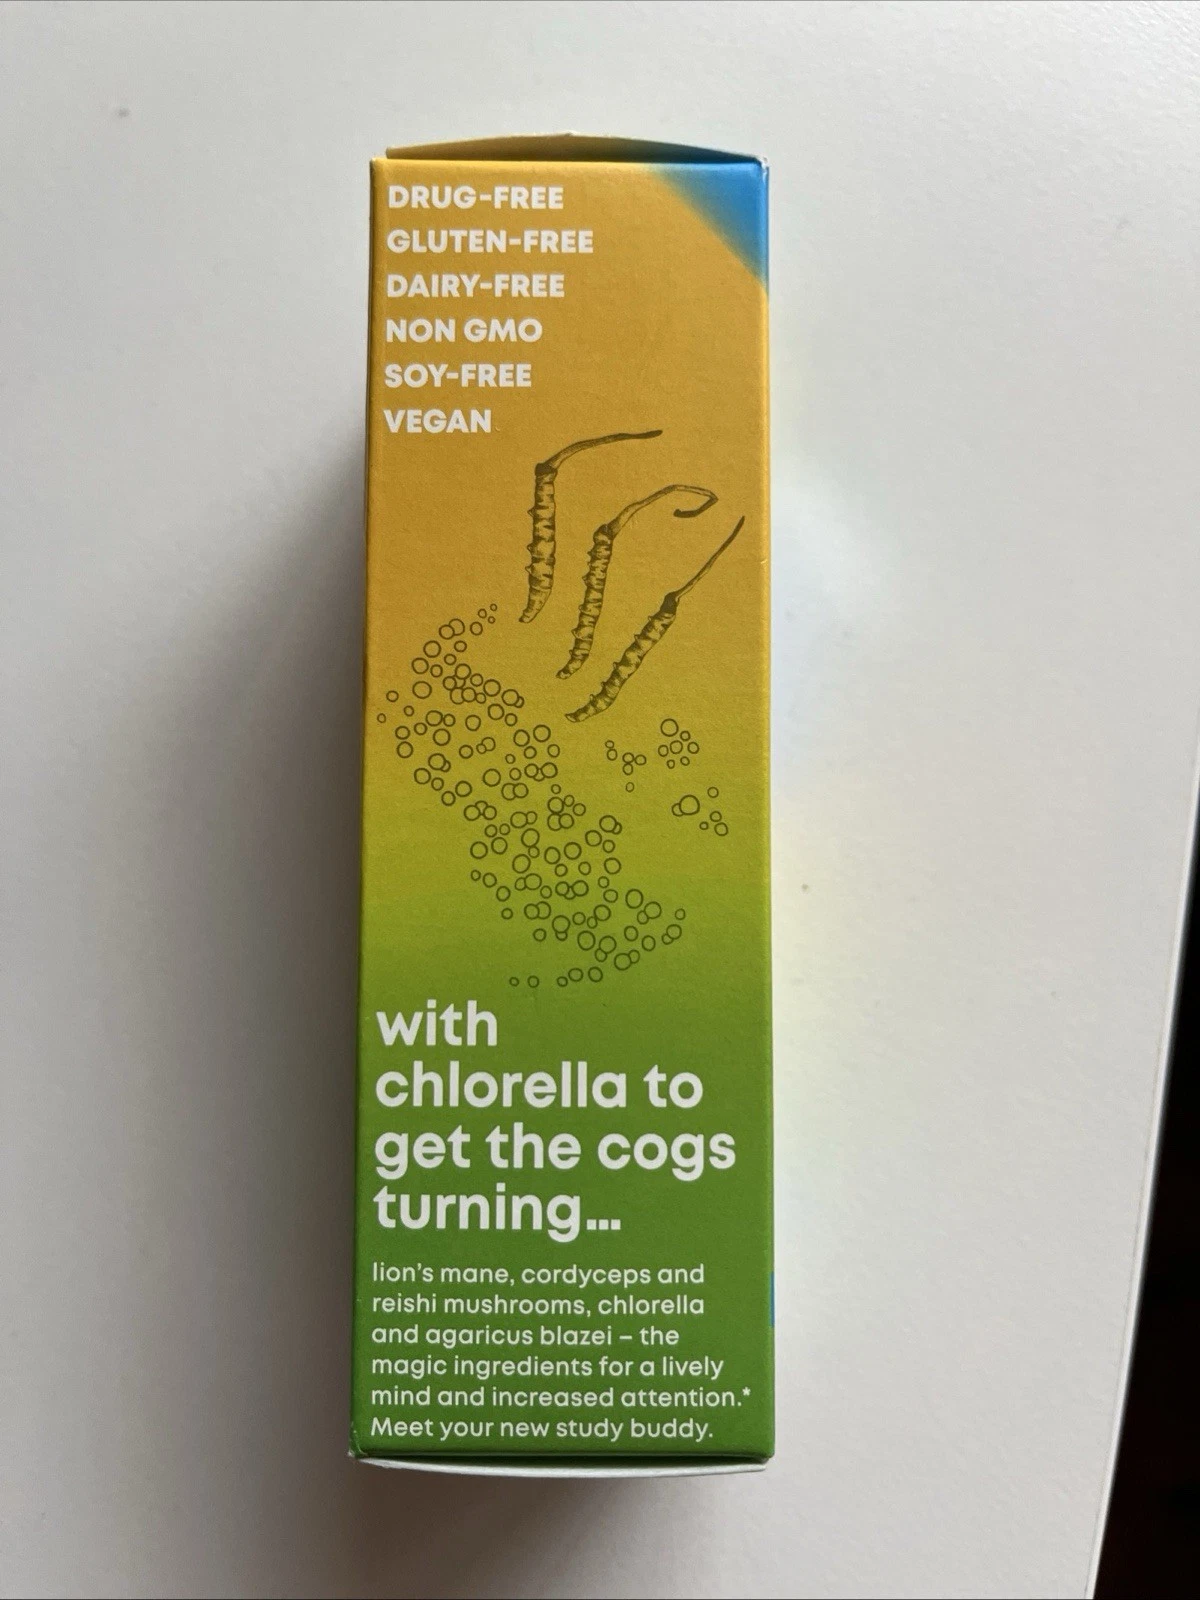 DRUG-FREE
GLUTEN-FREE
DAIRY-FREE
NON GMO
SOY-FREE
VEGAN
with
chlorella to
get the cogs
turning...
lion's mane, cordyceps and
reishi mushrooms, chlorella
and agaricus blazei – the
magic ingredients for a lively
mind and increased attention.*
Meet your new study buddy.